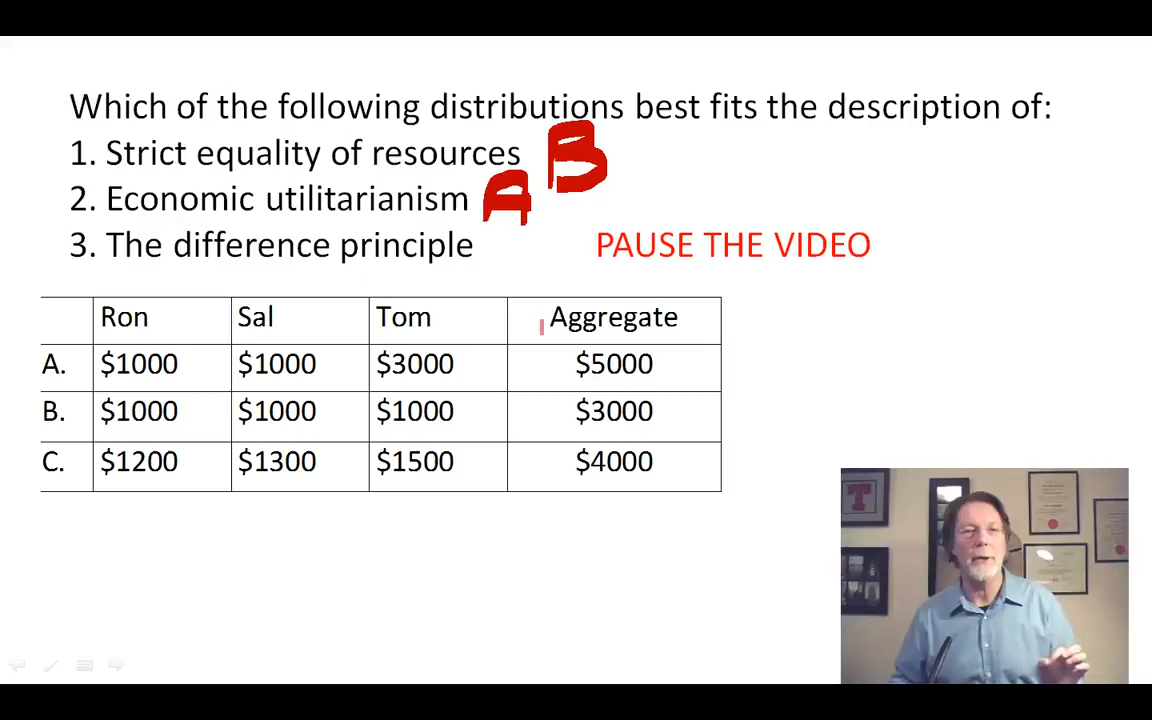 Which of the following distributions best fits the description of:
1. Strict equality of resources B
2. Economic utilitarianism A
3. The difference principle PAUSE THE VIDEO
Ron Sal Tom Aggregate
A. $1000 $1000 $3000 $5000
B. $1000 $1000 $1000 $3000
C. $1200 $1300 $1500 $4000
T